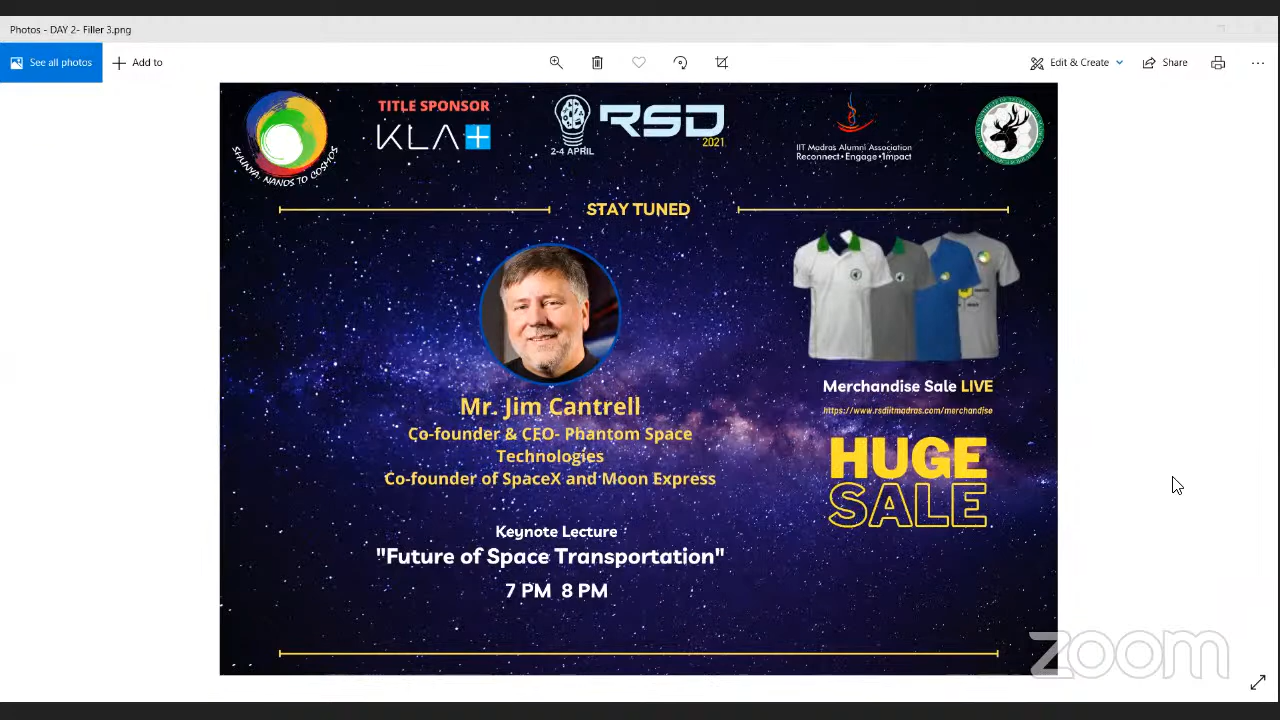 Photos - DAY 2- Filler 3.png
See all photos
Add to
Edit & Create
Share
SHUNYA: NANOS TO COSMOS
TITLE SPONSOR
KLA+
2-4 APRIL
RSD
2021
IIT Madras Alumni Association
Reconnect•Engage•Impact
STAY TUNED
Mr. Jim Cantrell
Co-founder & CEO- Phantom Space
Technologies
Co-founder of SpaceX and Moon Express
Keynote Lecture
"Future of Space Transportation"
7 PM 8 PM
Merchandise Sale LIVE
https://www.rsdiitmadras.com/merchandise
HUGE
SALE
zoom